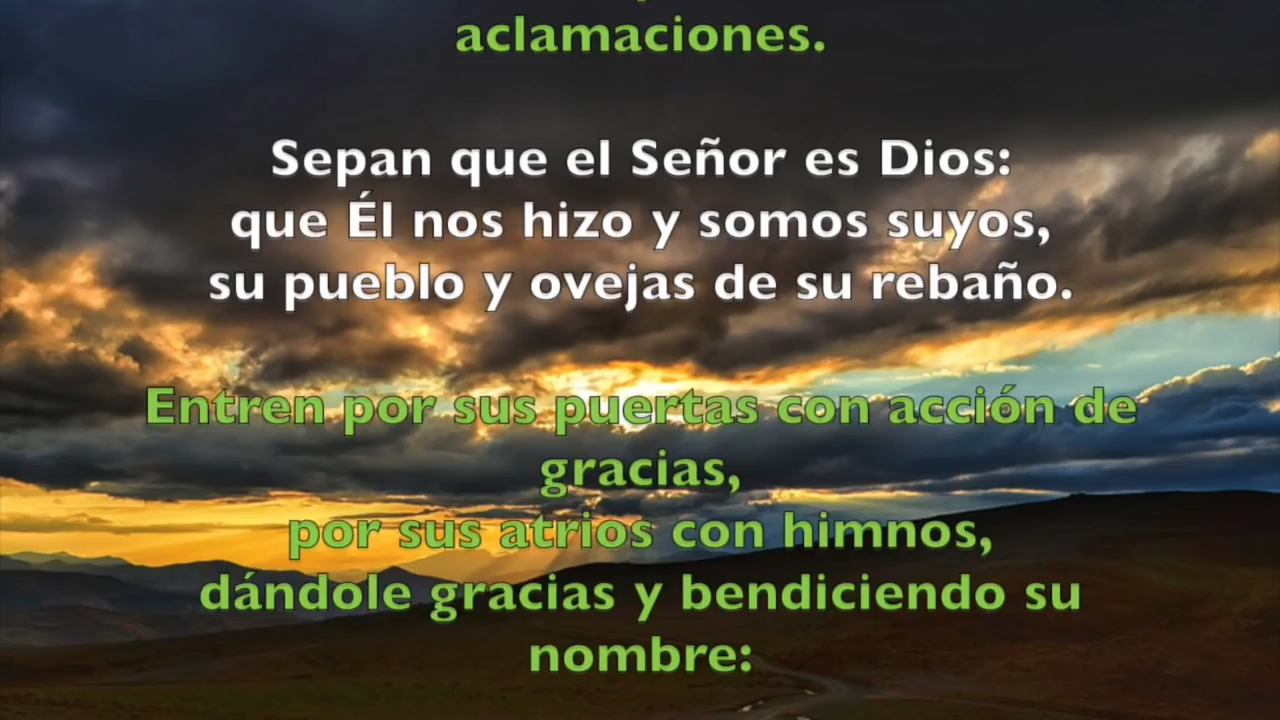 aclamaciones.
Sepan que el Señor es Dios:
que Él nos hizo y somos suyos,
su pueblo y ovejas de su rebaño.
Entren por sus puertas con acción de
gracias,
por sus atrios con himnos,
dándole gracias y bendiciendo su
nombre: